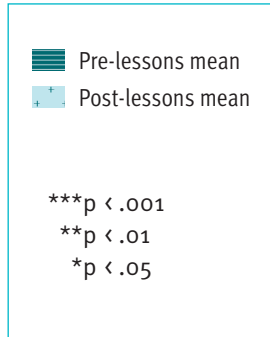 Pre-lessons mean
Post-lessons mean
***p < .001
**p < .01
*p < .05